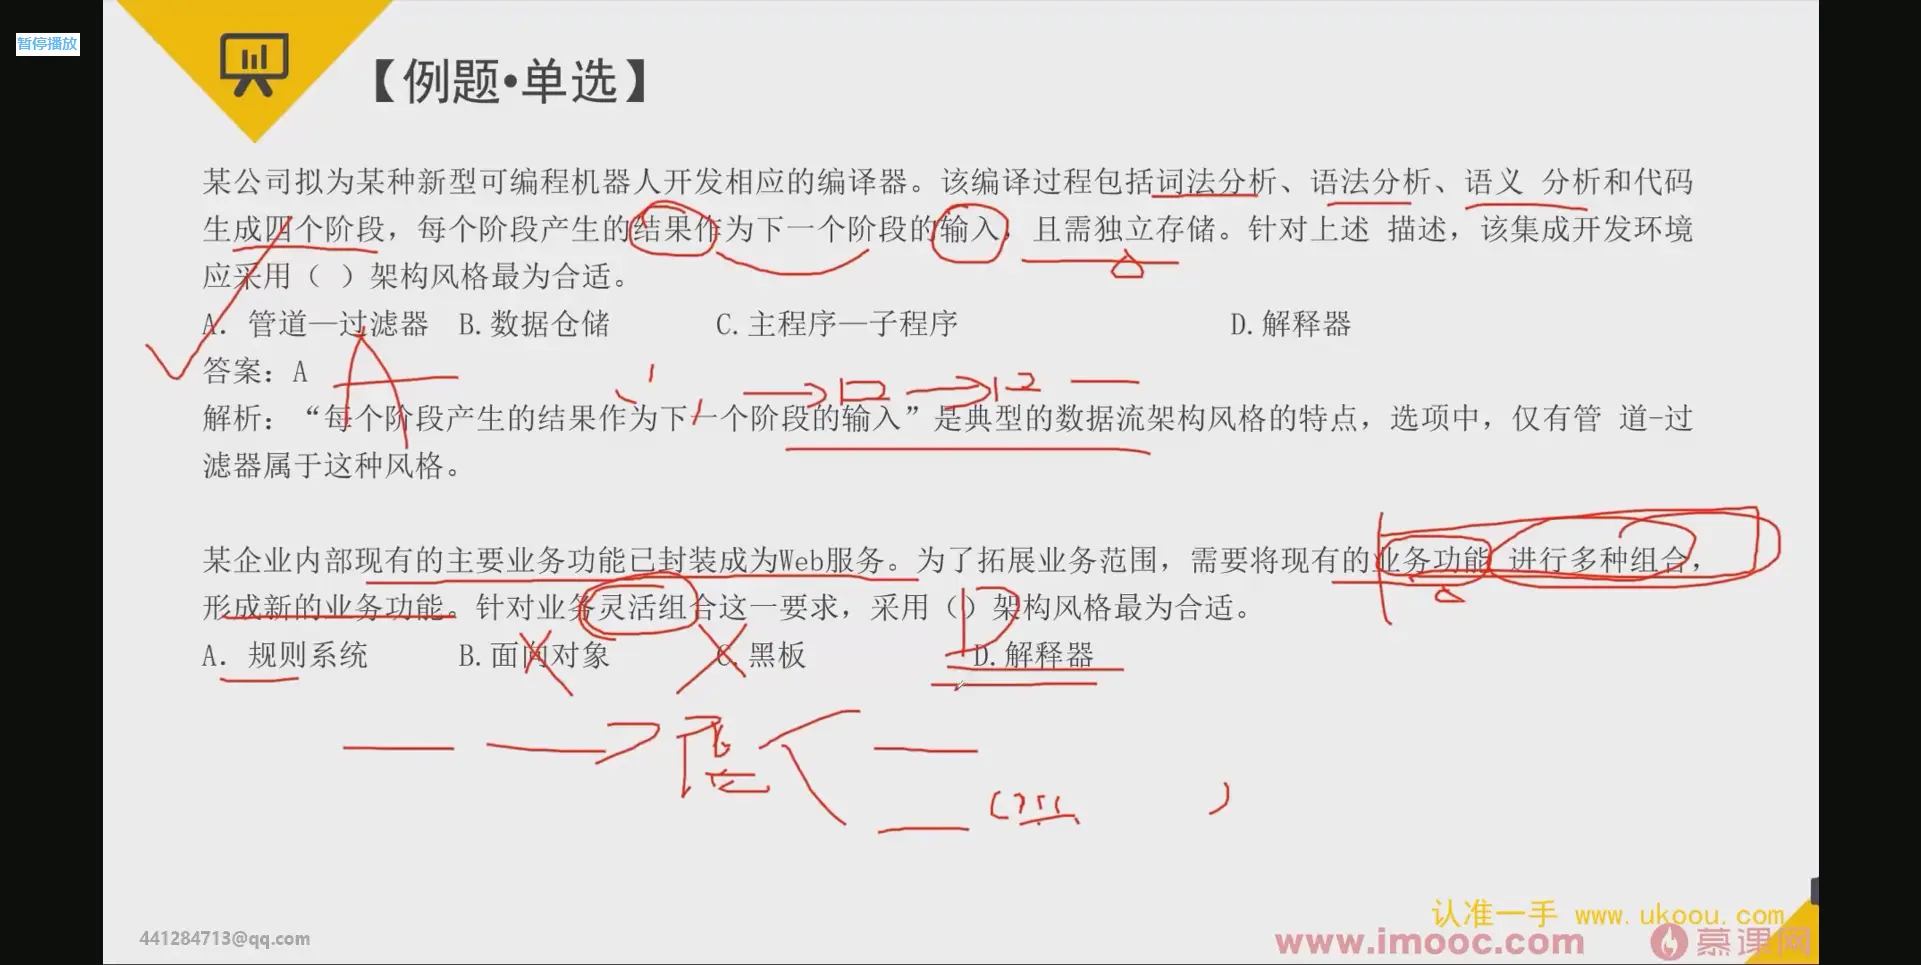 暂停播放
【例题•单选】
某公司拟为某种新型可编程机器人开发相应的编译器。该编译过程包括词法分析、语法分析、语义 分析和代码
生成四个阶段，每个阶段产生的结果作为下一个阶段的输入，且需独立存储。针对上述 描述，该集成开发环境
应采用（ ）架构风格最为合适。
A. 管道—过滤器 B.数据仓储 C.主程序—子程序 D.解释器
答案：A
A
解析：“每个阶段产生的结果作为下一个阶段的输入”是典型的数据流架构风格的特点，选项中，仅有管 道-过
滤器属于这种风格。
某企业内部现有的主要业务功能已封装成为Web服务。为了拓展业务范围，需要将现有的业务功能 进行多种组合，
形成新的业务功能。针对业务灵活组合这一要求，采用（）架构风格最为合适。
D
A. 规则系统 B.面向对象 C.黑板 D.解释器
认准一手 www.ukoou.com
441284713@qq.com
www.imooc.com 慕课网